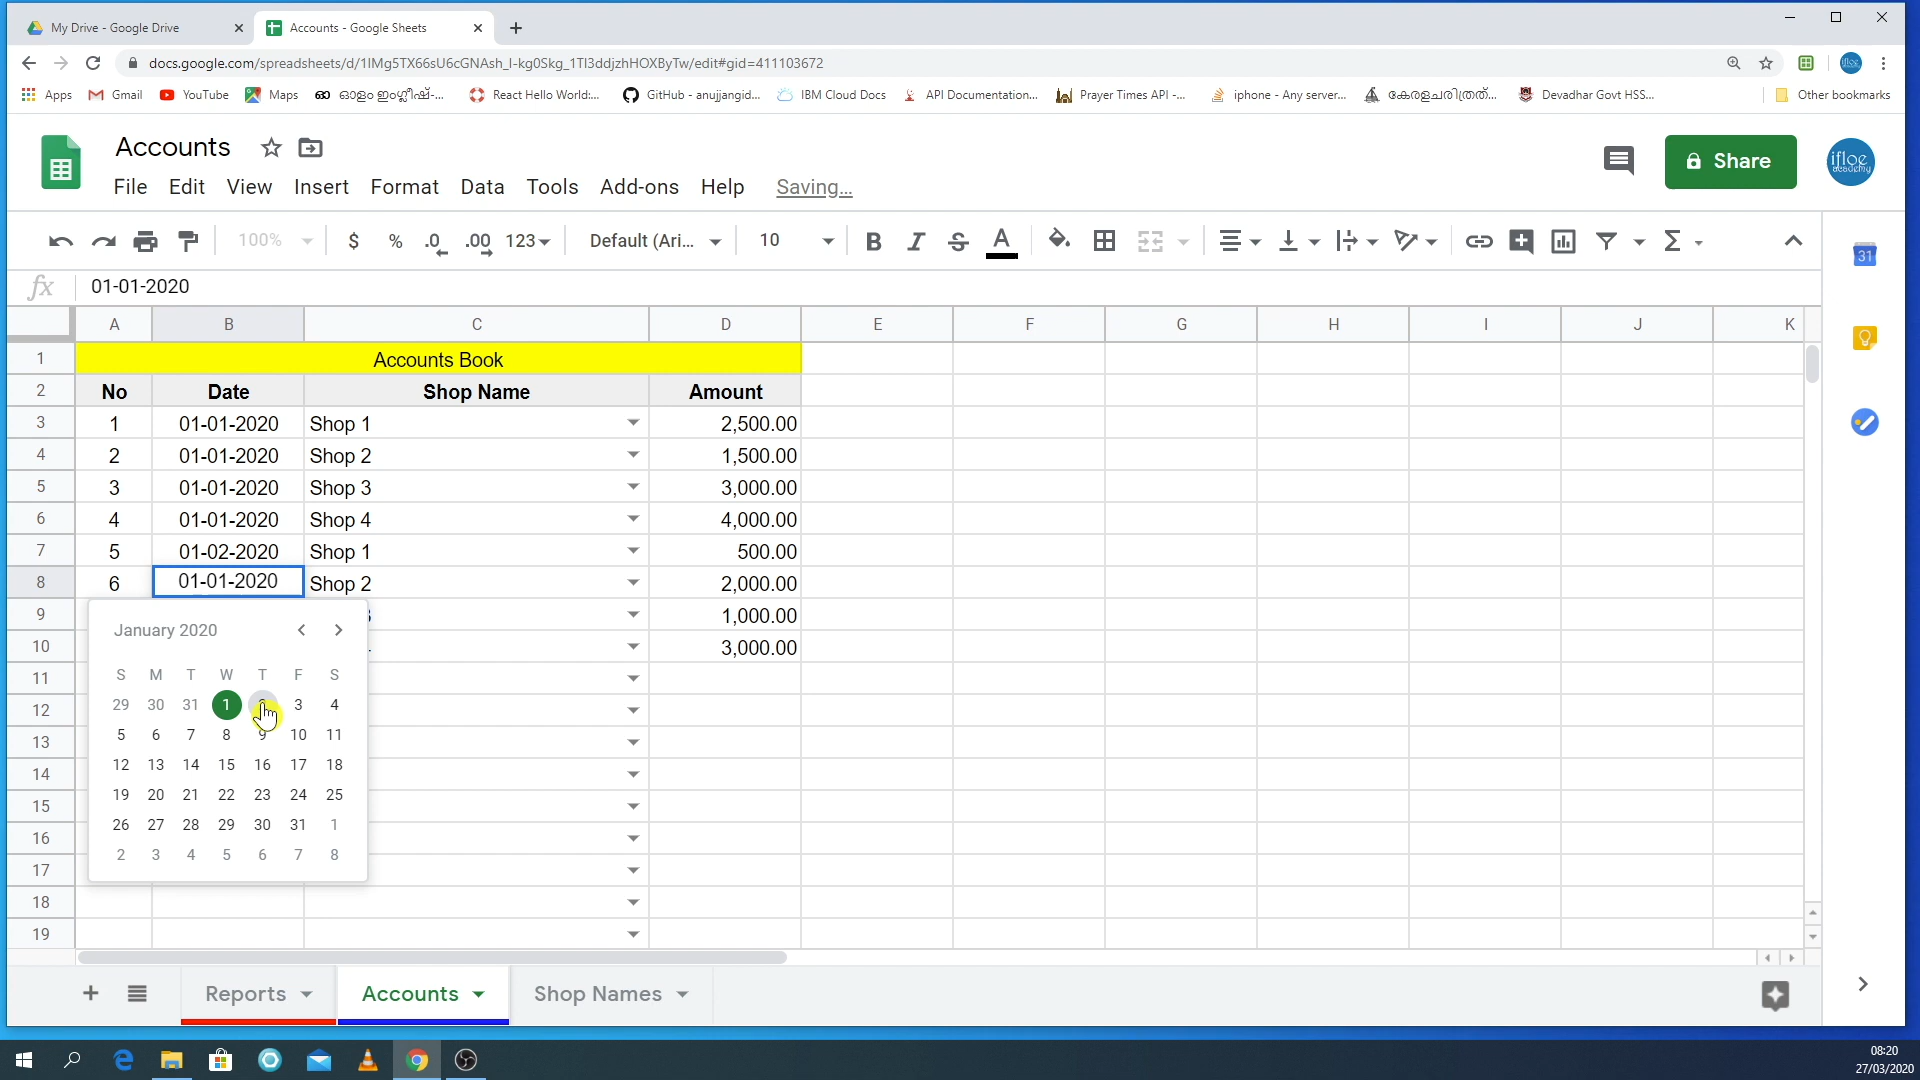 My Drive - Google Drive
Accounts - Google Sheets
docs.google.com/spreadsheets/d/1IMg5TX66sU6cGNAsh_I-kg0Skg_1TI3ddjzhHOXByTw/edit#gid=411103672
Apps Gmail YouTube Maps ഓളം ഇംഗ്ലീഷ്-... React Hello World:... GitHub - anujjangid... IBM Cloud Docs API Documentation... Prayer Times API -... iphone - Any server... കേരളചരിത്രത്... Devadhar Govt HSS... Other bookmarks
Accounts
File Edit View Insert Format Data Tools Add-ons Help Saving...
Share
ifloe academy
100% $ % .0 .00 123 Default (Ari... 10 B I S A Σ
31
fx 01-01-2020
A B C D E F G H I J K
1 Accounts Book
2 No Date Shop Name Amount
3 1 01-01-2020 Shop 1 2,500.00
4 2 01-01-2020 Shop 2 1,500.00
5 3 01-01-2020 Shop 3 3,000.00
6 4 01-01-2020 Shop 4 4,000.00
7 5 01-02-2020 Shop 1 500.00
8 6 01-01-2020 Shop 2 2,000.00
9 1,000.00
10 3,000.00
11
12
13
14
15
16
17
18
19
January 2020
S M T W T F S
29 30 31 1 3 4
5 6 7 8 9 10 11
12 13 14 15 16 17 18
19 20 21 22 23 24 25
26 27 28 29 30 31 1
2 3 4 5 6 7 8
Reports Accounts Shop Names
08:20
27/03/2020